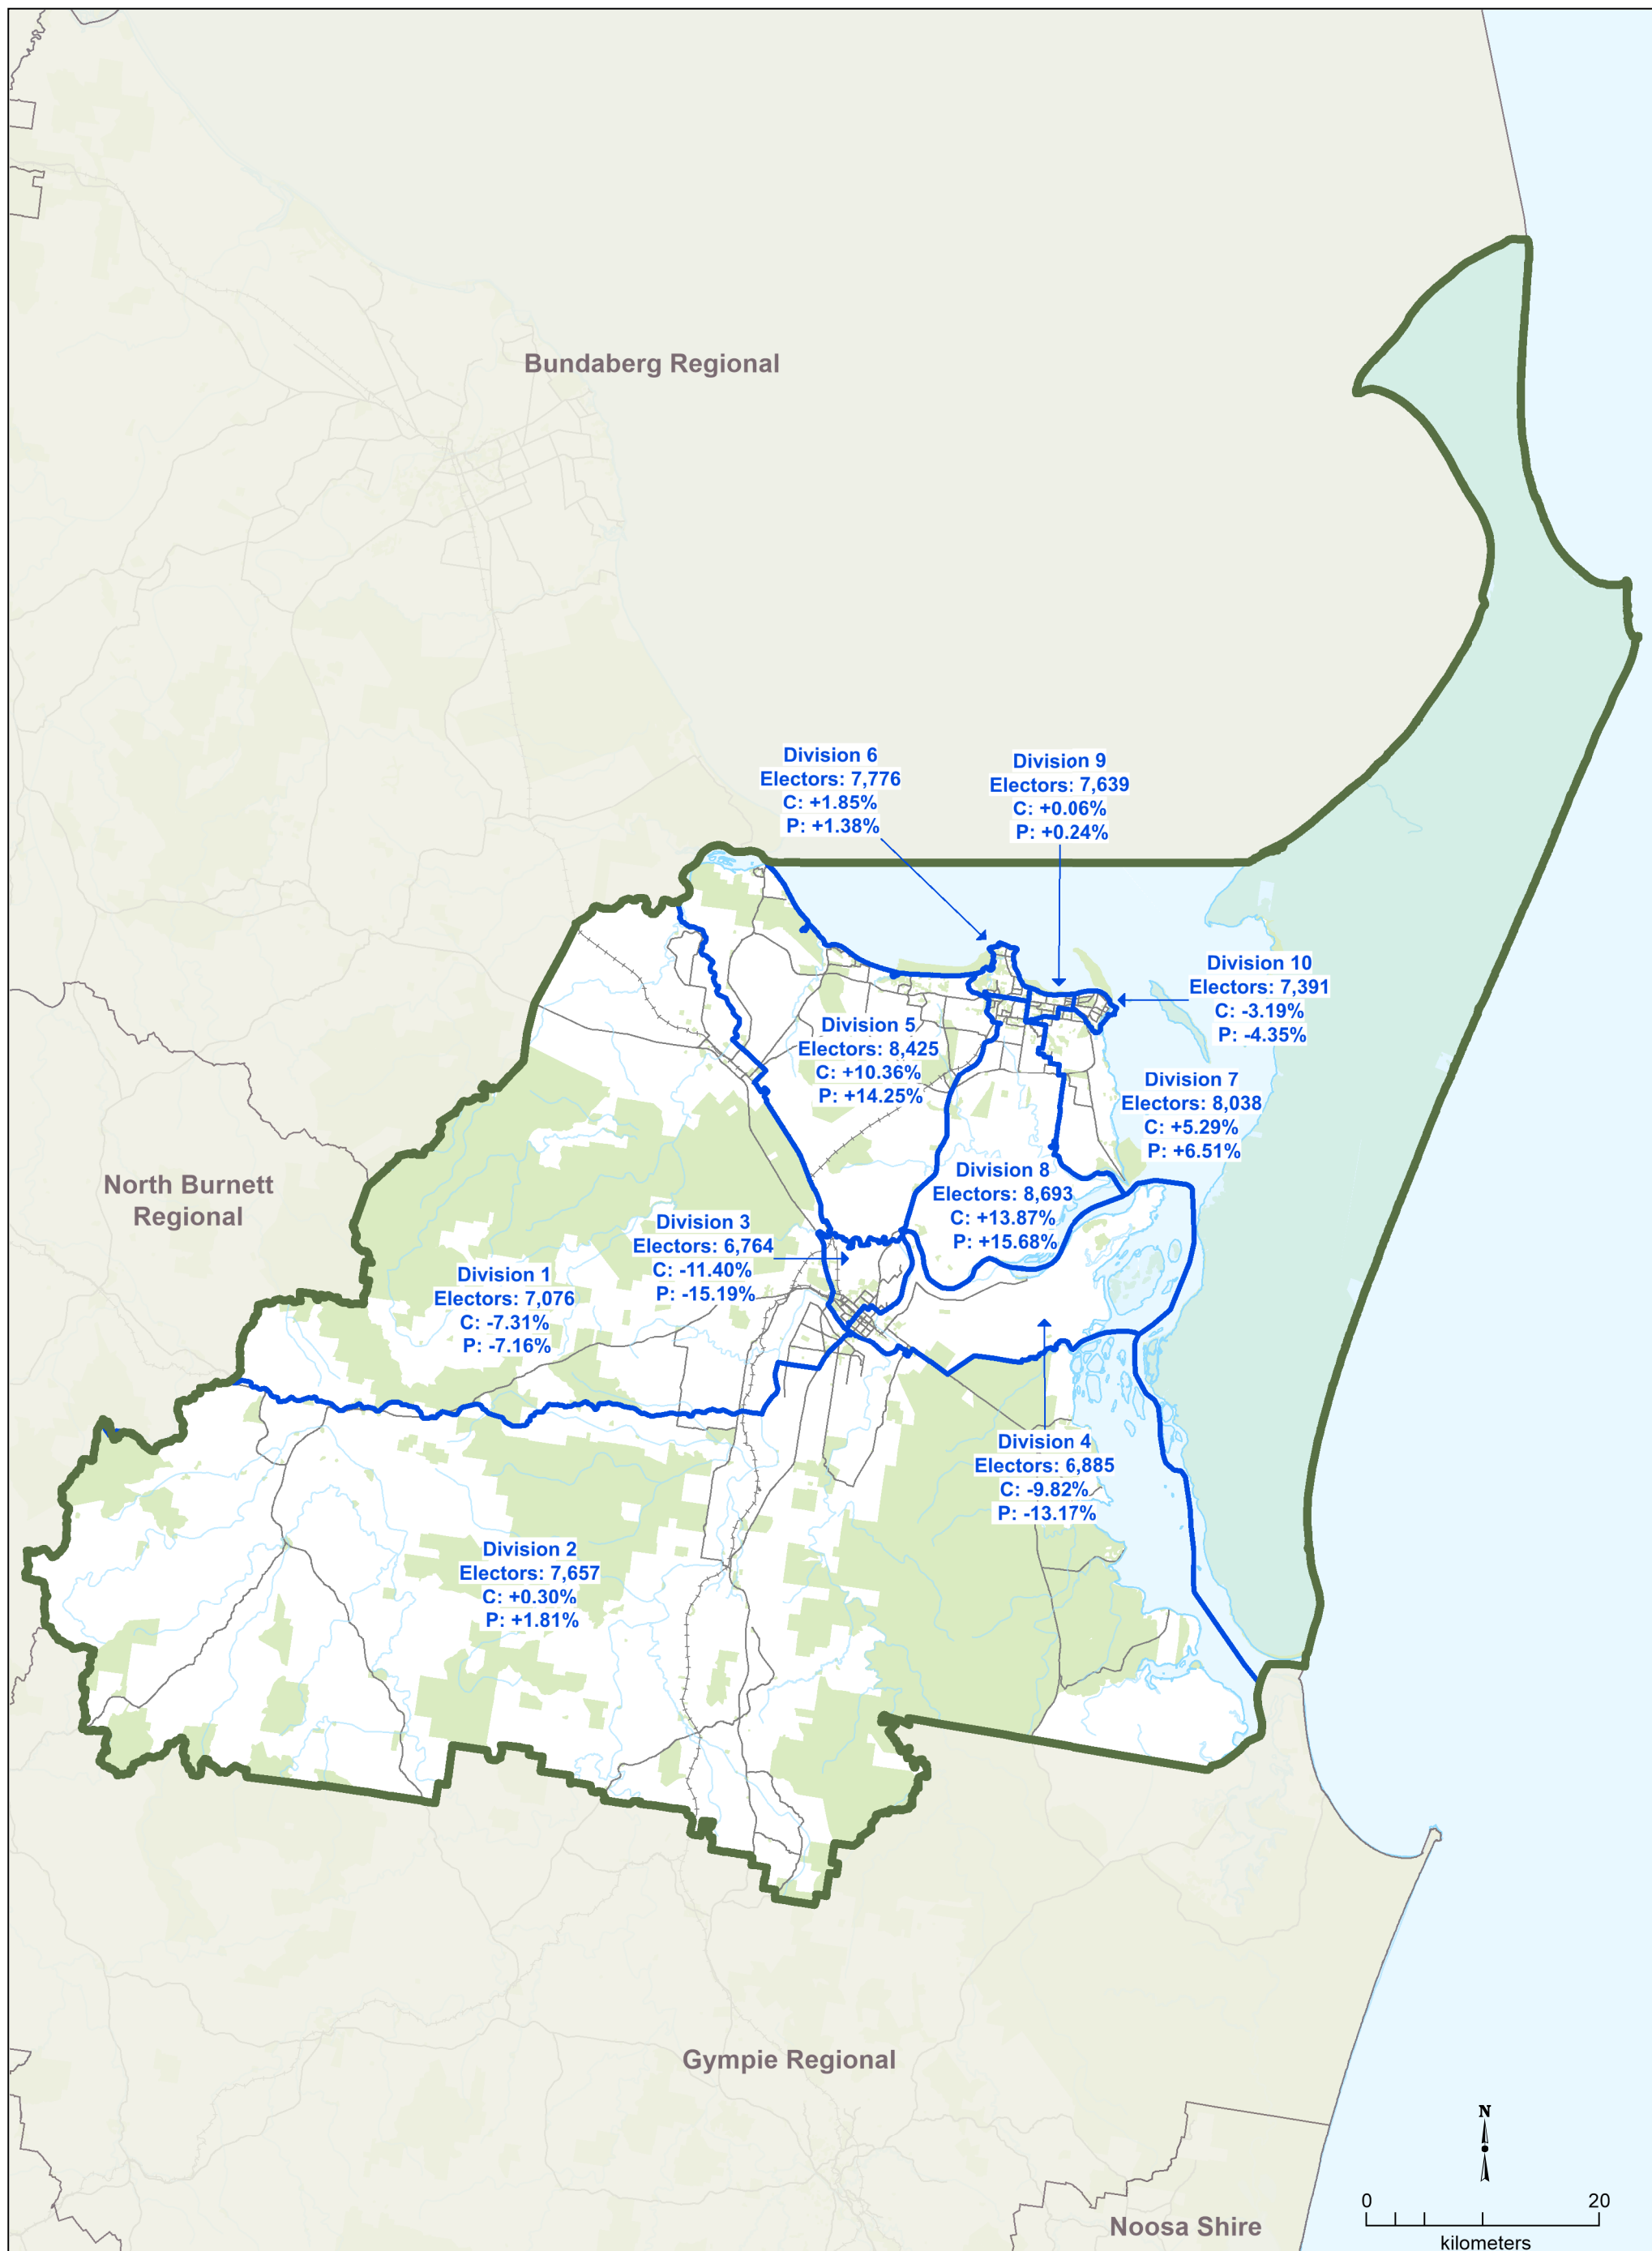 Bundaberg Regional
Division 6
Electors: 7,776
C: +1.85%
P: +1.38%
Division 9
Electors: 7,639
C: +0.06%
P: +0.24%
Division 10
Electors: 7,391
C: -3.19%
P: -4.35%
Division 5
Electors: 8,425
C: +10.36%
P: +14.25%
Division 7
Electors: 8,038
C: +5.29%
P: +6.51%
North Burnett
Regional
Division 8
Electors: 8,693
C: +13.87%
P: +15.68%
Division 3
Electors: 6,764
C: -11.40%
P: -15.19%
Division 1
Electors: 7,076
C: -7.31%
P: -7.16%
Division 4
Electors: 6,885
C: -9.82%
P: -13.17%
Division 2
Electors: 7,657
C: +0.30%
P: +1.81%
Gympie Regional
Noosa Shire
N
0 20
kilometers